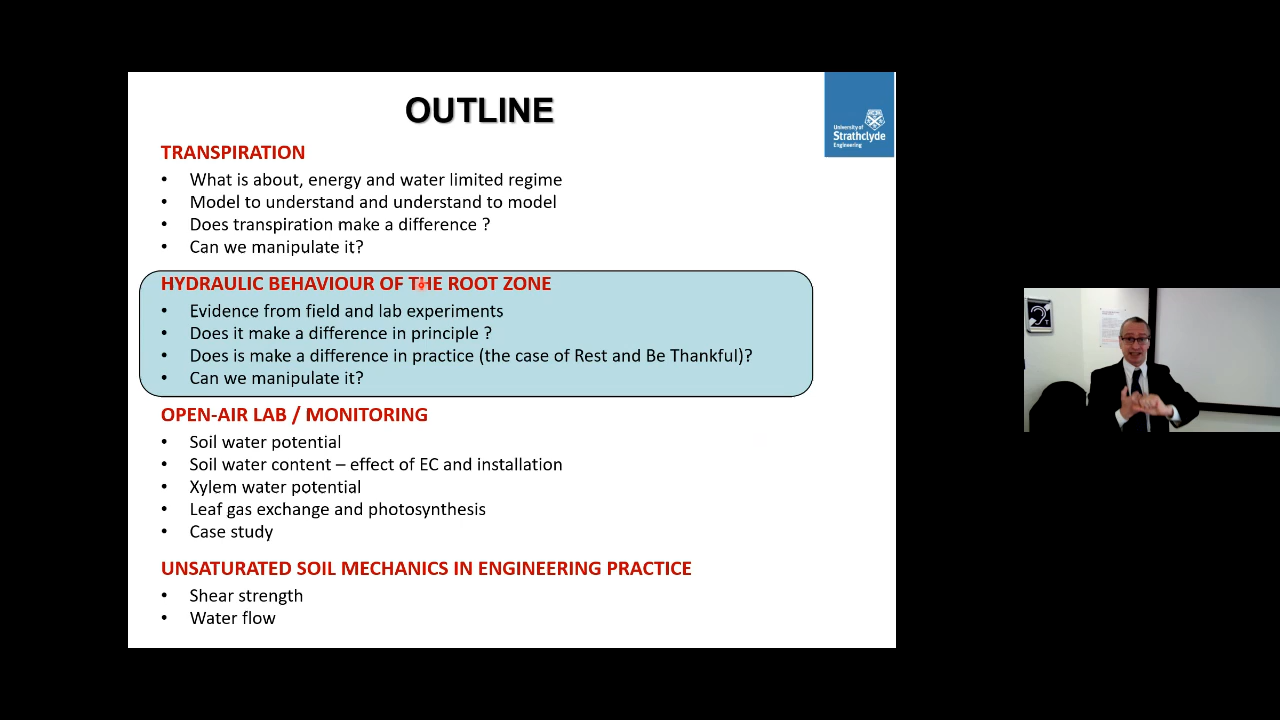 OUTLINE
University of
Strathclyde
Engineering
TRANSPIRATION
• What is about, energy and water limited regime
• Model to understand and understand to model
• Does transpiration make a difference ?
• Can we manipulate it?
HYDRAULIC BEHAVIOUR OF THE ROOT ZONE
• Evidence from field and lab experiments
• Does it make a difference in principle ?
• Does is make a difference in practice (the case of Rest and Be Thankful)?
• Can we manipulate it?
OPEN-AIR LAB / MONITORING
• Soil water potential
• Soil water content – effect of EC and installation
• Xylem water potential
• Leaf gas exchange and photosynthesis
• Case study
UNSATURATED SOIL MECHANICS IN ENGINEERING PRACTICE
• Shear strength
• Water flow
T